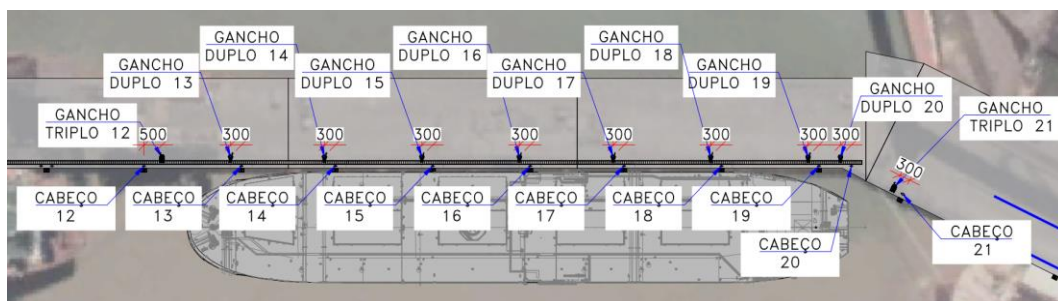 GANCHO
DUPLO 14
GANCHO
DUPLO 16
GANCHO
DUPLO 18
GANCHO
DUPLO 13
GANCHO
DUPLO 15
GANCHO
DUPLO 17
GANCHO
DUPLO 19
GANCHO
DUPLO 20
GANCHO
TRIPLO 12
GANCHO
TRIPLO 21
500
300
300
300
300
300
300
300
300
300
CABEÇO
12
CABEÇO
13
CABEÇO
14
CABEÇO
15
CABEÇO
16
CABEÇO
17
CABEÇO
18
CABEÇO
19
CABEÇO
20
CABEÇO
21